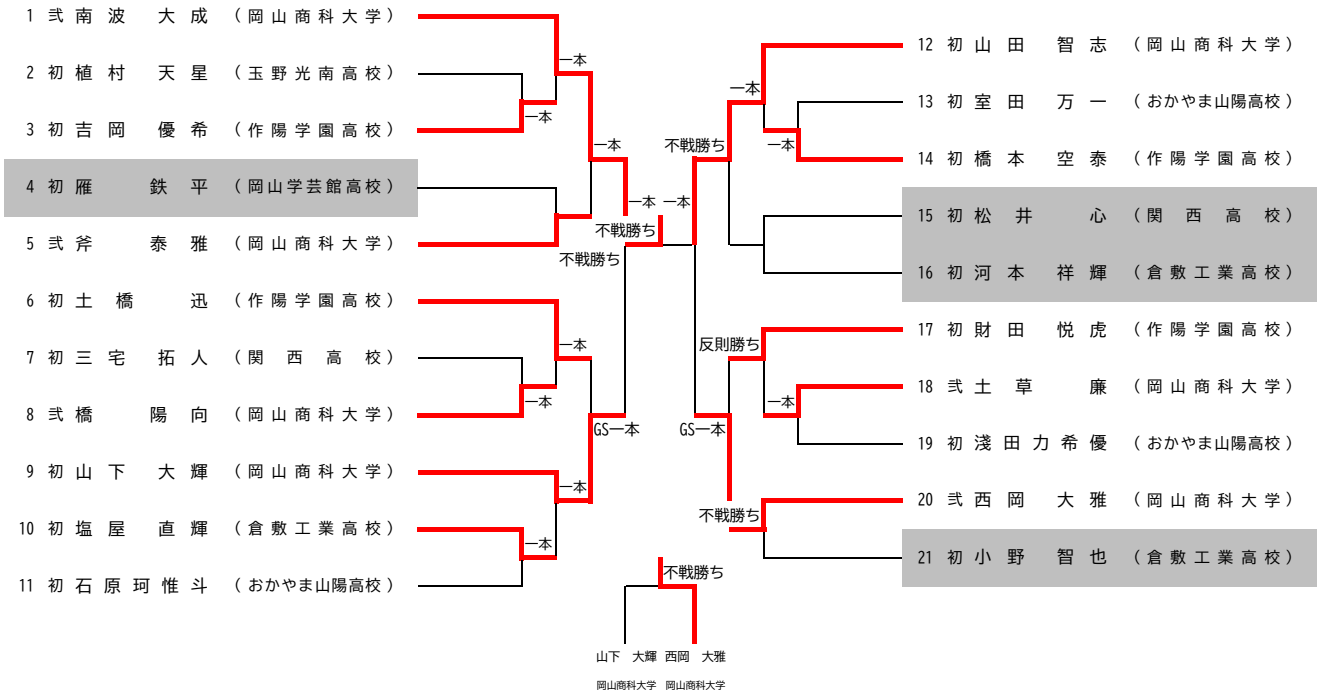 1 弐 南波 大成 (岡山商科大学)
2 初 植村 天星 (玉野光南高校)
3 初 吉岡 優希 (作陽学園高校)
4 初 雁 鉄平 (岡山学芸館高校)
5 弐 斧 泰雅 (岡山商科大学)
6 初 土橋 迅 (作陽学園高校)
7 初 三宅 拓人 (関西高校)
8 弐 橋 陽向 (岡山商科大学)
9 初 山下 大輝 (岡山商科大学)
10 初 塩屋 直輝 (倉敷工業高校)
11 初 石原珂惟斗 (おかやま山陽高校)
一本
一本
一本
一本
不戦勝ち
不戦勝ち
一本
一本
GS一本
一本
一本
12 初 山田 智志 (岡山商科大学)
13 初 室田 万一 (おかやま山陽高校)
14 初 橋本 空泰 (作陽学園高校)
15 初 松井 心 (関西高校)
16 初 河本 祥輝 (倉敷工業高校)
17 初 財田 悦虎 (作陽学園高校)
18 弐 土草 廉 (岡山商科大学)
19 初 淺田力希優 (おかやま山陽高校)
20 弐 西岡 大雅 (岡山商科大学)
21 初 小野 智也 (倉敷工業高校)
一本
一本
不戦勝ち
一本
反則勝ち
一本
GS一本
不戦勝ち
不戦勝ち
山下 大輝 西岡 大雅
岡山商科大学 岡山商科大学